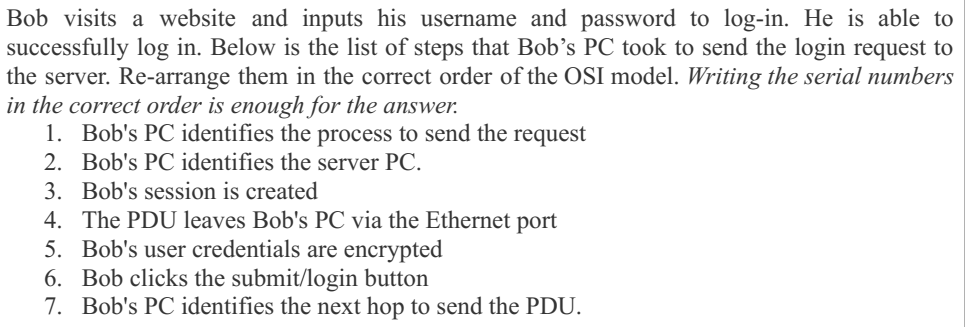 Bob visits a website and inputs his username and password to log-in. He is able to
successfully log in. Below is the list of steps that Bob’s PC took to send the login request to
the server. Re-arrange them in the correct order of the OSI model. Writing the serial numbers
in the correct order is enough for the answer.
1. Bob's PC identifies the process to send the request
2. Bob's PC identifies the server PC.
3. Bob's session is created
4. The PDU leaves Bob's PC via the Ethernet port
5. Bob's user credentials are encrypted
6. Bob clicks the submit/login button
7. Bob's PC identifies the next hop to send the PDU.